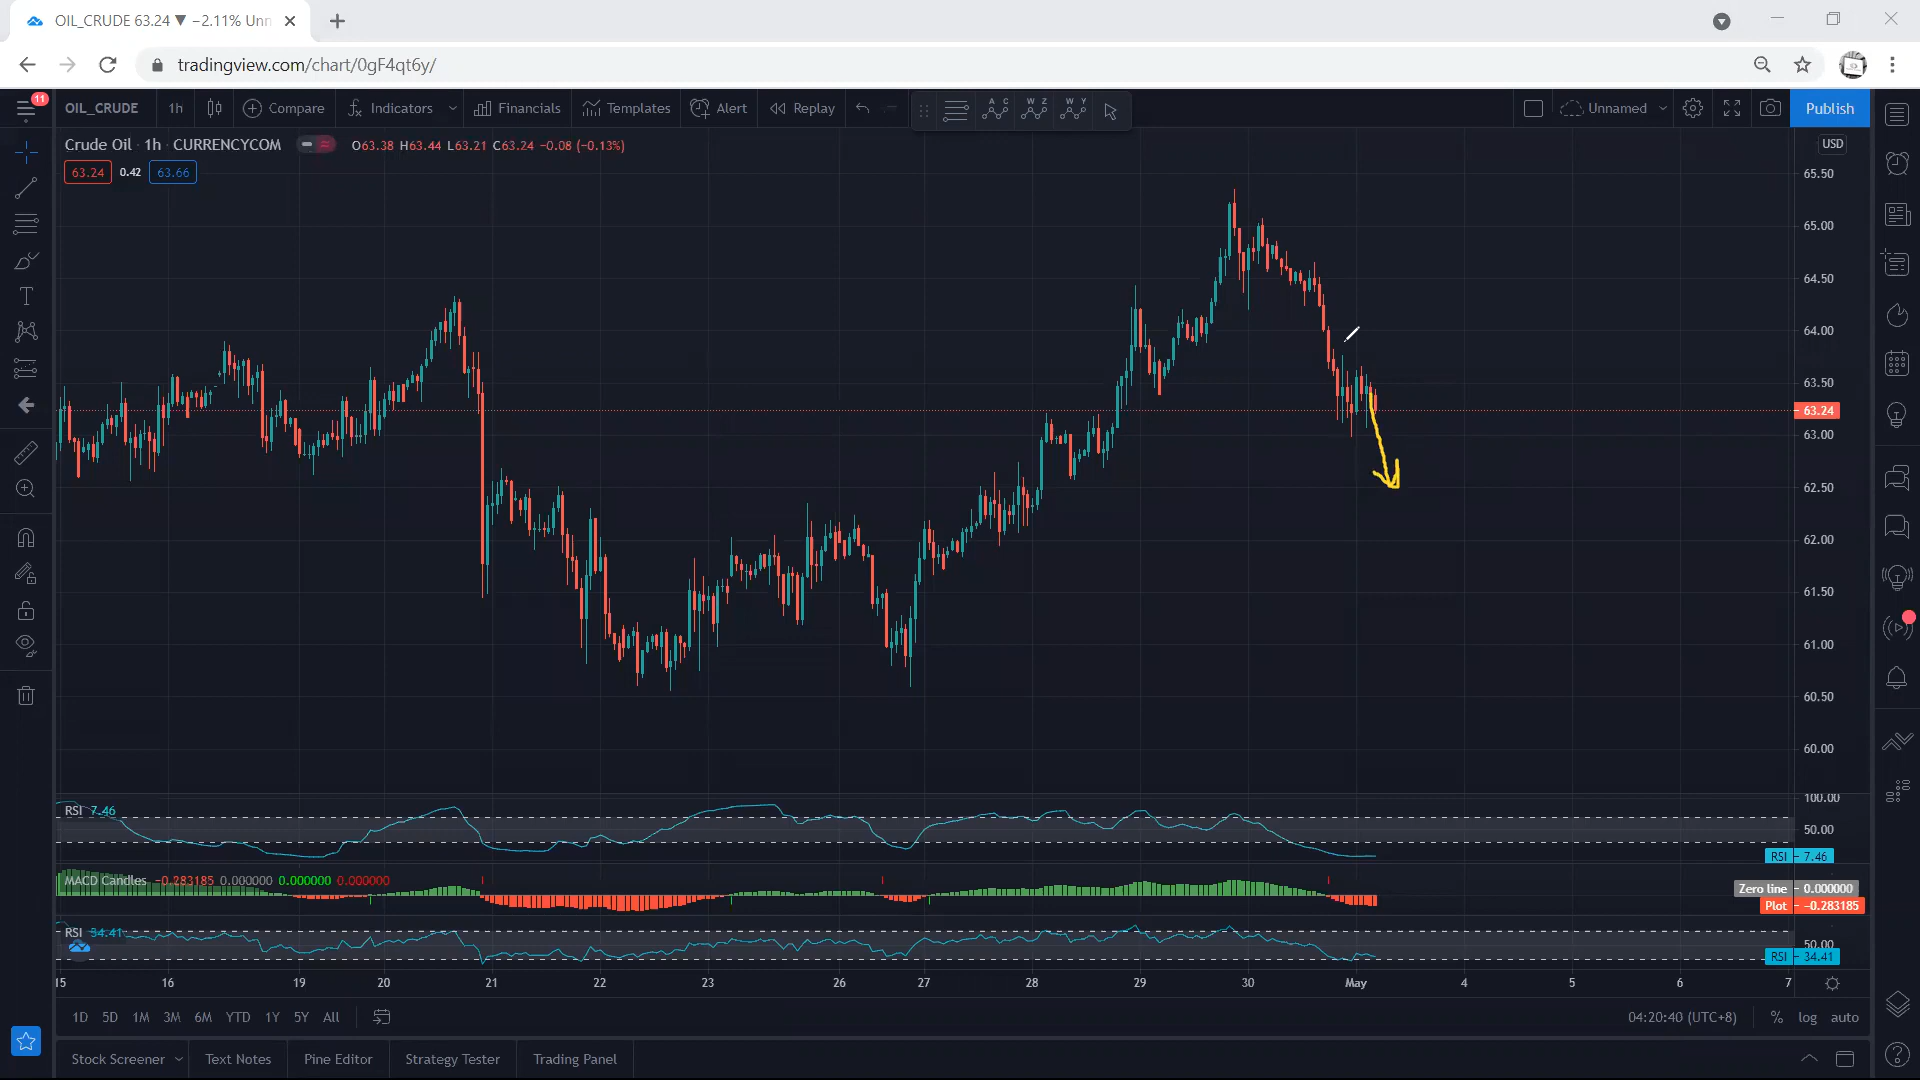 OIL_CRUDE 63.24 ▼ −2.11% Unn
tradingview.com/chart/0gF4qt6y/
11
OIL_CRUDE 1h Compare Indicators Financials Templates Alert Replay Unnamed Publish
A C W Z W Y
Crude Oil · 1h · CURRENCYCOM O63.38 H63.44 L63.21 C63.24 −0.08 (−0.13%)
USD
63.24 0.42 63.66
65.50
65.00
64.50
64.00
63.50
63.24
63.00
62.50
62.00
61.50
61.00
60.50
60.00
100.00
RSI 7.46
50.00
RSI 7.46
MACD Candles −0.283185 0.000000 0.000000 0.000000
Zero line 0.000000
Plot −0.283185
RSI 34.41
50.00
RSI 34.41
15 16 19 20 21 22 23 26 27 28 29 30 May 4 5 6 7
1D 5D 1M 3M 6M YTD 1Y 5Y All 04:20:40 (UTC+8) % log auto
Stock Screener Text Notes Pine Editor Strategy Tester Trading Panel